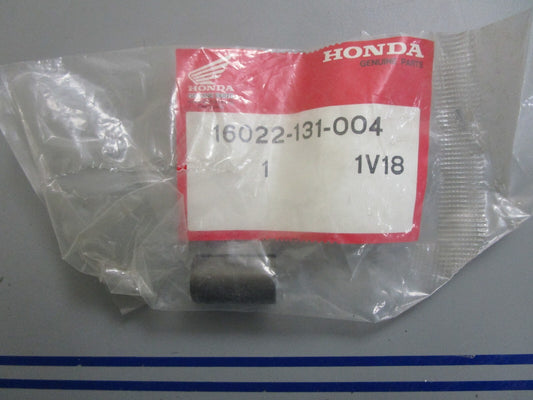 HONDA
HONDA
GENUINE PARTS
16022-131-004
1 1V18